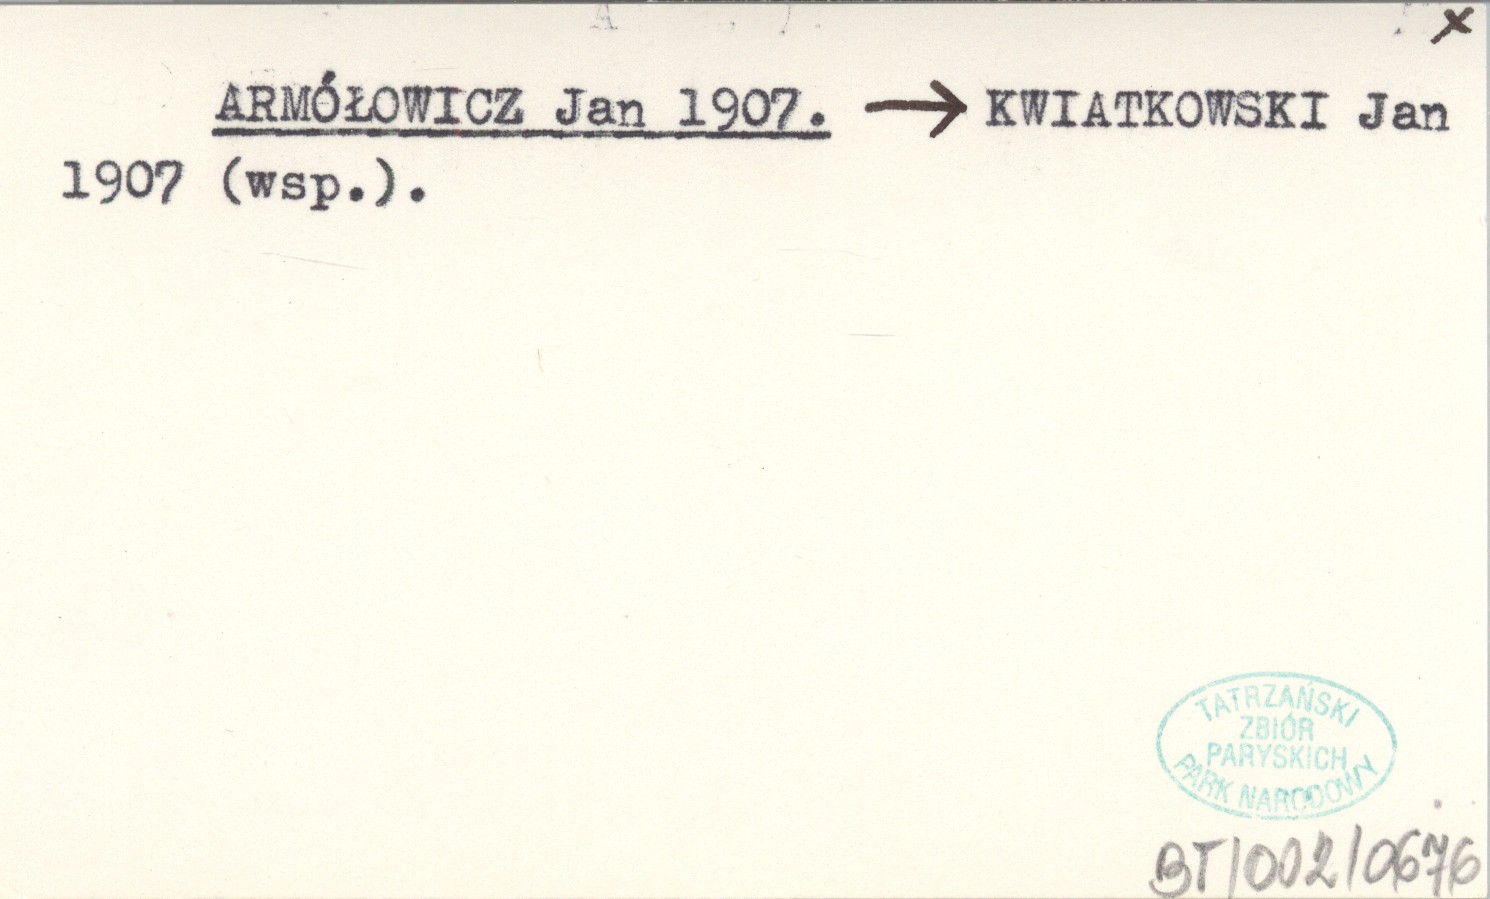 x
ARMÓŁOWICZ Jan 1907. → KWIATKOWSKI Jan
1907 (wsp.).
TATRZAŃSKI
ZBIÓR
PARYSKICH
PARK NARODOWY
BT/002/0676